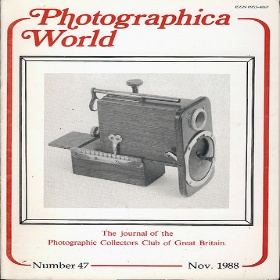 Photographica
World
The journal of the
Photographic Collectors Club of Great Britain.
Number 47
Nov. 1988